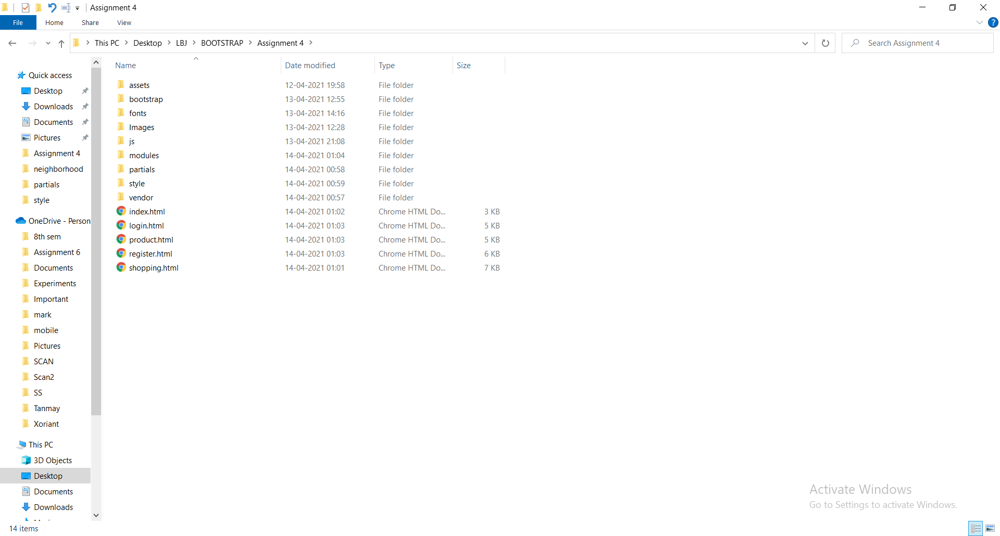 Assignment 4
File Home Share View
This PC Desktop LBJ BOOTSTRAP Assignment 4
Search Assignment 4
Quick access
Desktop
Downloads
Documents
Pictures
Assignment 4
neighborhood
partials
style
OneDrive - Person
8th sem
Assignment 6
Documents
Experiments
Important
mark
mobile
Pictures
SCAN
Scan2
SS
Tanmay
Xoriant
This PC
3D Objects
Desktop
Documents
Downloads
Name Date modified Type Size
assets 12-04-2021 19:58 File folder
bootstrap 13-04-2021 12:55 File folder
fonts 13-04-2021 14:16 File folder
Images 13-04-2021 12:28 File folder
js 13-04-2021 21:08 File folder
modules 14-04-2021 01:04 File folder
partials 14-04-2021 00:58 File folder
style 14-04-2021 00:59 File folder
vendor 14-04-2021 00:57 File folder
index.html 14-04-2021 01:02 Chrome HTML Do... 3 KB
login.html 14-04-2021 01:03 Chrome HTML Do... 5 KB
product.html 14-04-2021 01:03 Chrome HTML Do... 5 KB
register.html 14-04-2021 01:03 Chrome HTML Do... 6 KB
shopping.html 14-04-2021 01:01 Chrome HTML Do... 7 KB
Activate Windows
Go to Settings to activate Windows.
14 items